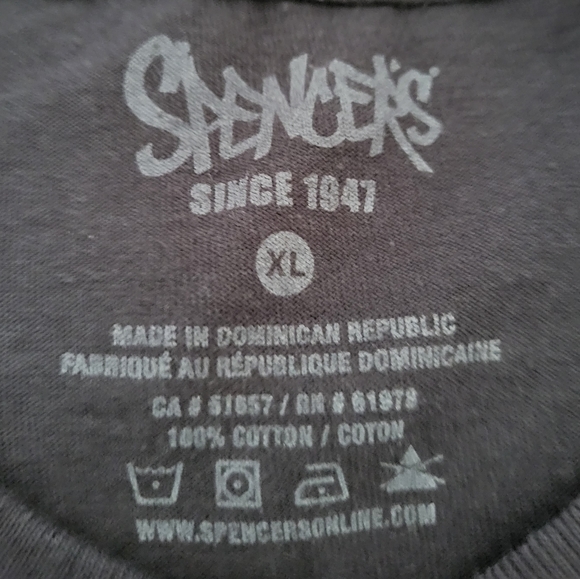 SPENCER'S
SINCE 1947
XL
MADE IN DOMINICAN REPUBLIC
FABRIQUÉ AU RÉPUBLIQUE DOMINICAINE
CA # 51657 / RN # 61973
100% COTTON / COTON
WWW.SPENCERSONLINE.COM